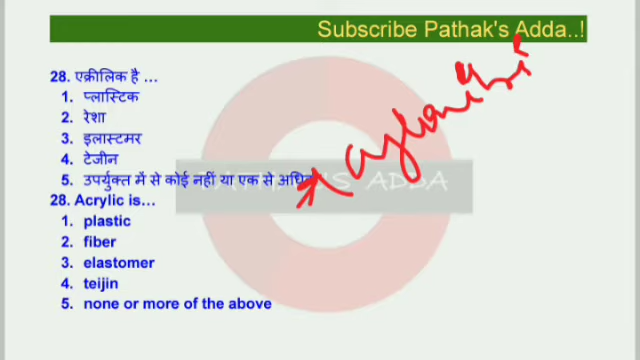 Subscribe Pathak's Adda..!
28. एक्रीलिक है ...
1. प्लास्टिक
2. रेशा
3. इलास्टमर
4. टेजीन
5. उपर्युक्त में से कोई नहीं या एक से
28. Acrylic is...
1. plastic
2. fiber
3. elastomer
4. teijin
5. none or more of the above
ADDA